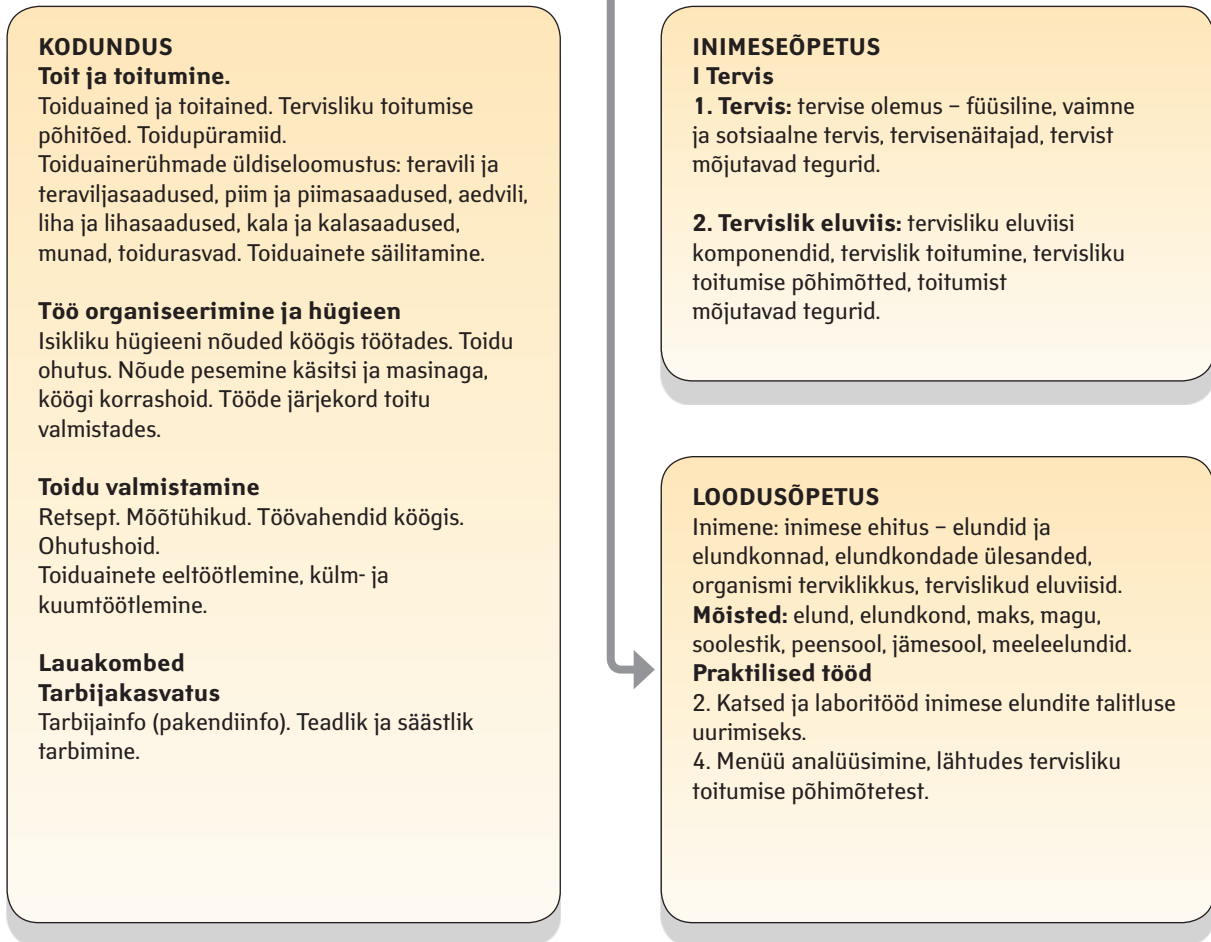 KODUNDUS
Toit ja toitumine.
Toiduained ja toitained. Tervisliku toitumise
põhitõed. Toidupüramiid.
Toiduainerühmade üldiseloomustus: teravili ja
teraviljasaadused, piim ja piimasaadused, aedvili,
liha ja lihasaadused, kala ja kalasaadused,
munad, toidurasvad. Toiduainete säilitamine.
Töö organiseerimine ja hügieen
Isikliku hügieeni nõuded köögis töötades. Toidu
ohutus. Nõude pesemine käsitsi ja masinaga,
köögi korrashoid. Tööde järjekord toitu
valmistades.
Toidu valmistamine
Retsept. Mõõtühikud. Töövahendid köögis.
Ohutushoid.
Toiduainete eeltöötlemine, külm- ja
kuumtöötlemine.
Lauakombed
Tarbijakasvatus
Tarbijainfo (pakendiinfo). Teadlik ja säästlik
tarbimine.
INIMESEÕPETUS
I Tervis
1. Tervis: tervise olemus – füüsiline, vaimne
ja sotsiaalne tervis, tervisenäitajad, tervist
mõjutavad tegurid.
2. Tervislik eluviis: tervisliku eluviisi
komponendid, tervislik toitumine, tervisliku
toitumise põhimõtted, toitumist
mõjutavad tegurid.
LOODUSÕPETUS
Inimene: inimese ehitus – elundid ja
elundkonnad, elundkondade ülesanded,
organismi terviklikkus, tervislikud eluviisid.
Mõisted: elund, elundkond, maks, magu,
soolestik, peensool, jämesool, meeleelundid.
Praktilised tööd
2. Katsed ja laboritööd inimese elundite talitluse
uurimiseks.
4. Menüü analüüsimine, lähtudes tervisliku
toitumise põhimõtetest.